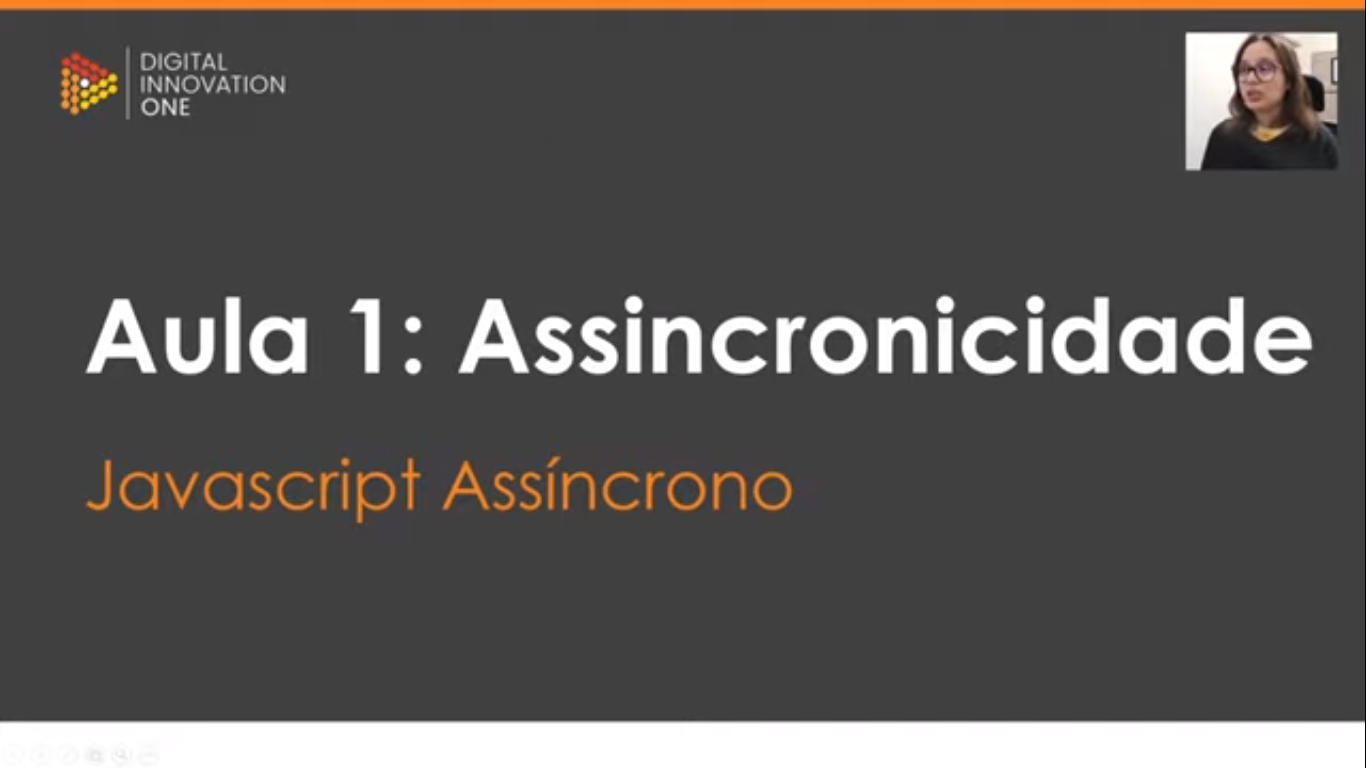 DIGITAL
INNOVATION
ONE
Aula 1: Assincronicidade
Javascript Assíncrono